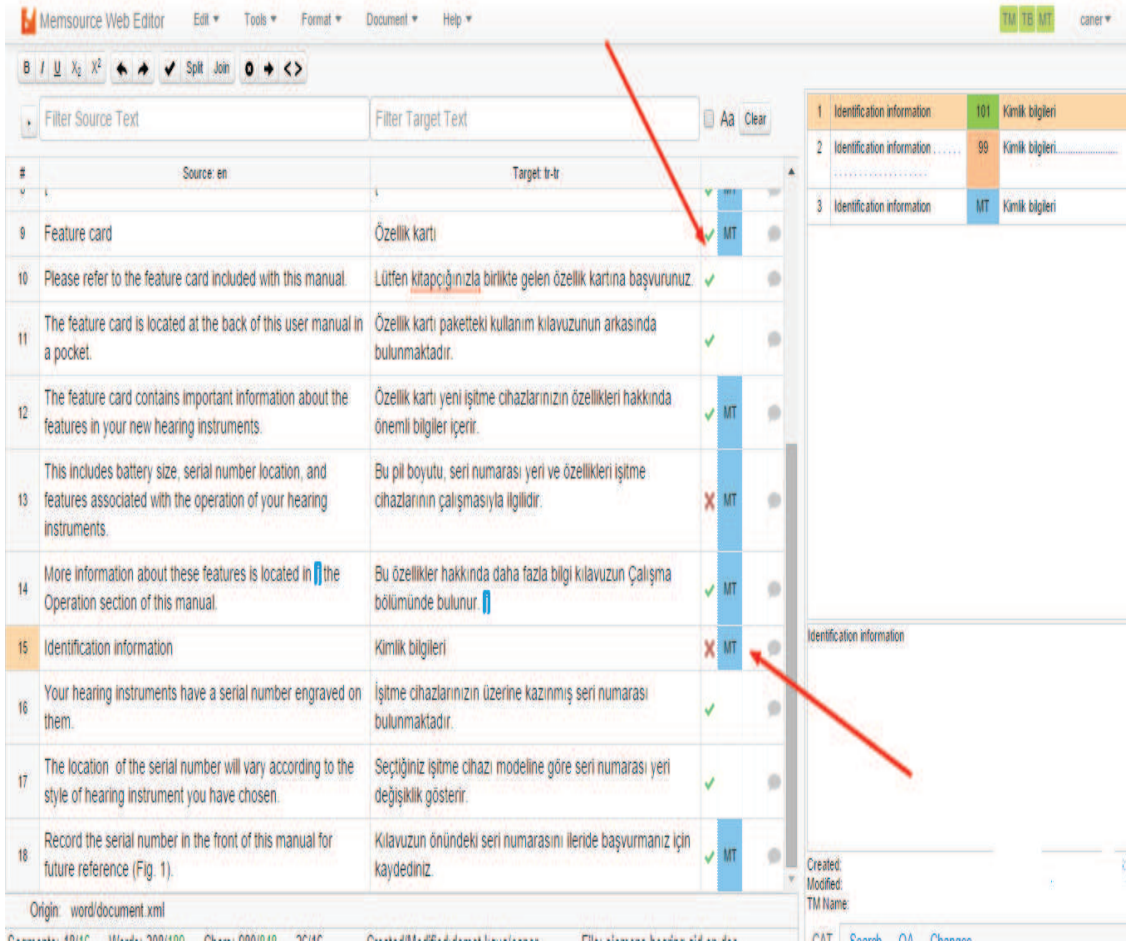 Memsource Web Editor Edit Tools Format Document Help TM TB MT caner
B I U X2 X² Split Join <>
Filter Source Text Filter Target Text Aa Clear
# Source: en Target: tr-tr
9 Feature card Özellik kartı MT
10 Please refer to the feature card included with this manual. Lütfen kitapçığınızla birlikte gelen özellik kartına başvurunuz.
11 The feature card is located at the back of this user manual in
a pocket.
Özellik kartı paketteki kullanım kılavuzunun arkasında
bulunmaktadır.
12 The feature card contains important information about the
features in your new hearing instruments.
Özellik kartı yeni işitme cihazlarınızın özellikleri hakkında
önemli bilgiler içerir.
MT
13 This includes battery size, serial number location, and
features associated with the operation of your hearing
instruments.
Bu pil boyutu, seri numarası yeri ve özellikleri işitme
cihazlarının çalışmasıyla ilgilidir.
MT
14 More information about these features is located in j the
Operation section of this manual.
Bu özellikler hakkında daha fazla bilgi kılavuzun Çalışma
bölümünde bulunur. j
MT
15 Identification information Kimlik bilgileri MT
16 Your hearing instruments have a serial number engraved on
them.
İşitme cihazlarınızın üzerine kazınmış seri numarası
bulunmaktadır.
17 The location of the serial number will vary according to the
style of hearing instrument you have chosen.
Seçtiğiniz işitme cihazı modeline göre seri numarası yeri
değişiklik gösterir.
18 Record the serial number in the front of this manual for
future reference (Fig. 1).
Kılavuzun önündeki seri numarasını ileride başvurmanız için
kaydediniz.
MT
Origin: word/document.xml
1 Identification information 101 Kimlik bilgileri
2 Identification information...... 99 Kimlik bilgileri....................
...................
3 Identification information MT Kimlik bilgileri
Identification information
Created:
Modified:
TM Name:
CAT Search QA Changes